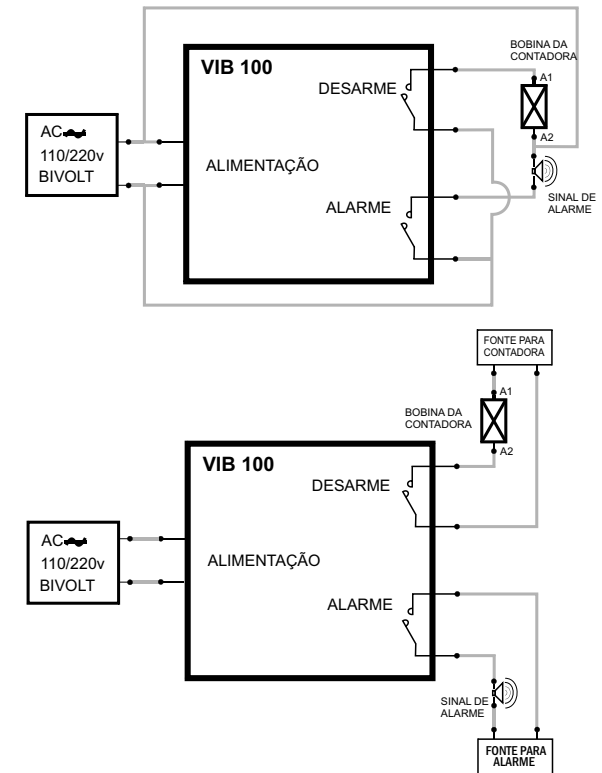 VIB 100
BOBINA DA
CONTADORA
A1
DESARME
AC
110/220v
BIVOLT
A2
ALIMENTAÇÃO
SINAL DE
ALARME
ALARME
FONTE PARA
CONTADORA
A1
BOBINA DA
CONTADORA
A2
VIB 100
DESARME
AC
110/220v
BIVOLT
ALIMENTAÇÃO
ALARME
SINAL DE
ALARME
FONTE PARA
ALARME